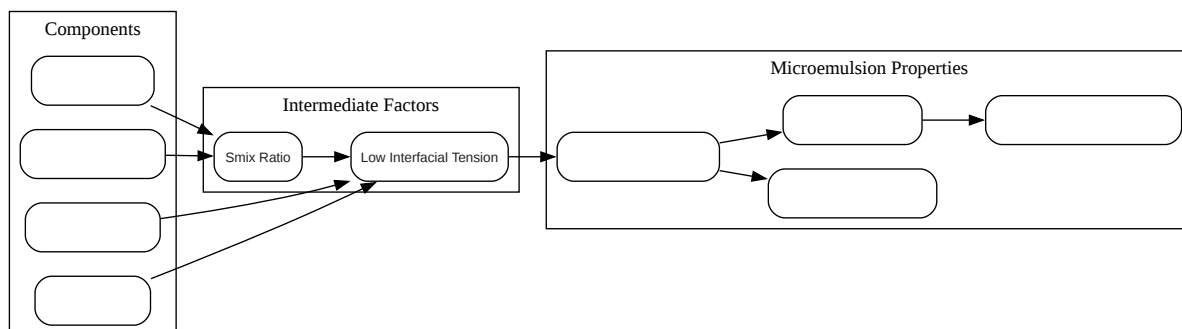 Components
Intermediate Factors
Smix Ratio
Low Interfacial Tension
Microemulsion Properties